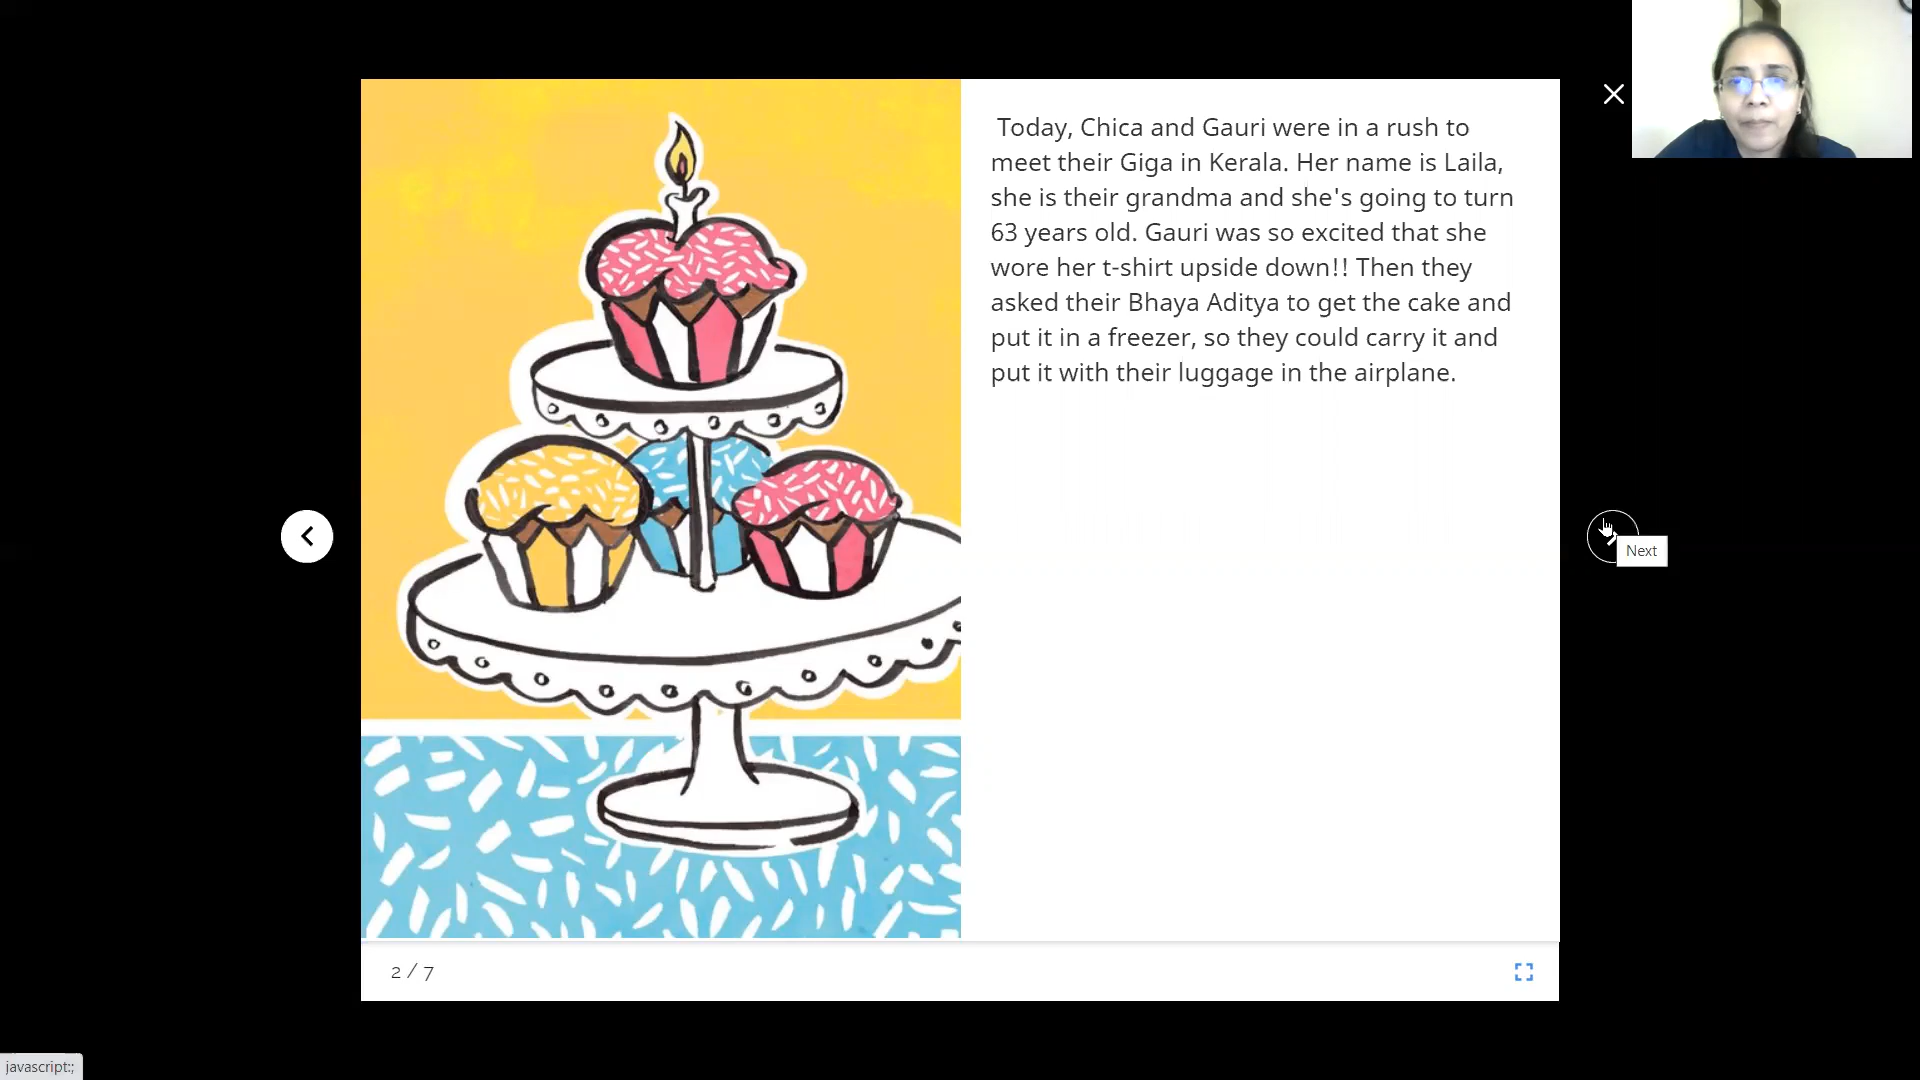 Today, Chica and Gauri were in a rush to
meet their Giga in Kerala. Her name is Laila,
she is their grandma and she's going to turn
63 years old. Gauri was so excited that she
wore her t-shirt upside down!! Then they
asked their Bhaya Aditya to get the cake and
put it in a freezer, so they could carry it and
put it with their luggage in the airplane.
Next
2 / 7
javascript:;